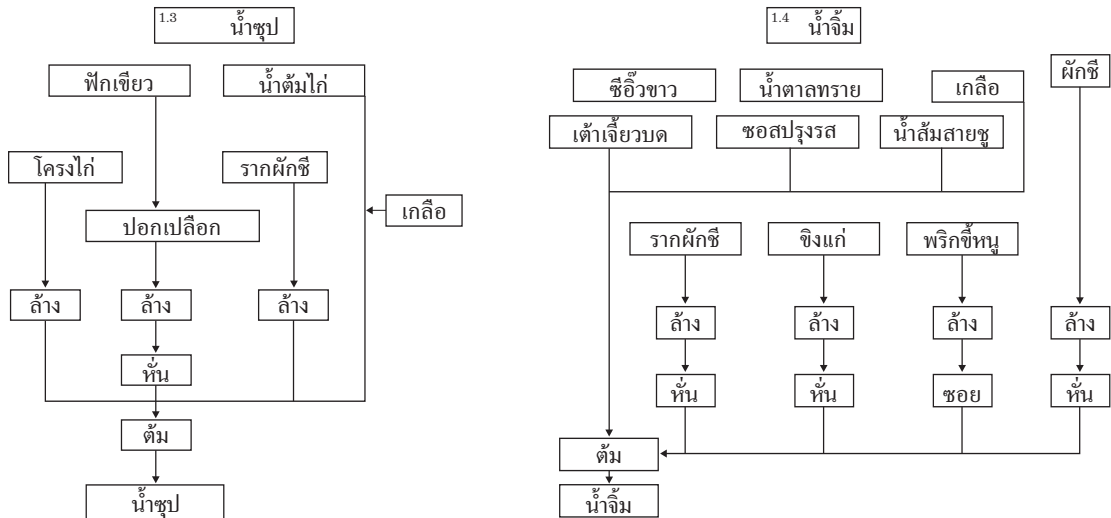 1.3 น้ำซุป
ฟักเขียว
น้ำต้มไก่
โครงไก่
รากผักชี
เกลือ
ปอกเปลือก
ล้าง
ล้าง
ล้าง
หั่น
ต้ม
น้ำซุป
1.4 น้ำจิ้ม
ผักชี
ซีอิ๊วขาว
น้ำตาลทราย
เกลือ
เต้าเจี้ยวบด
ซอสปรุงรส
น้ำส้มสายชู
รากผักชี
ขิงแก่
พริกขี้หนู
ล้าง
ล้าง
ล้าง
ล้าง
หั่น
หั่น
ซอย
หั่น
ต้ม
น้ำจิ้ม